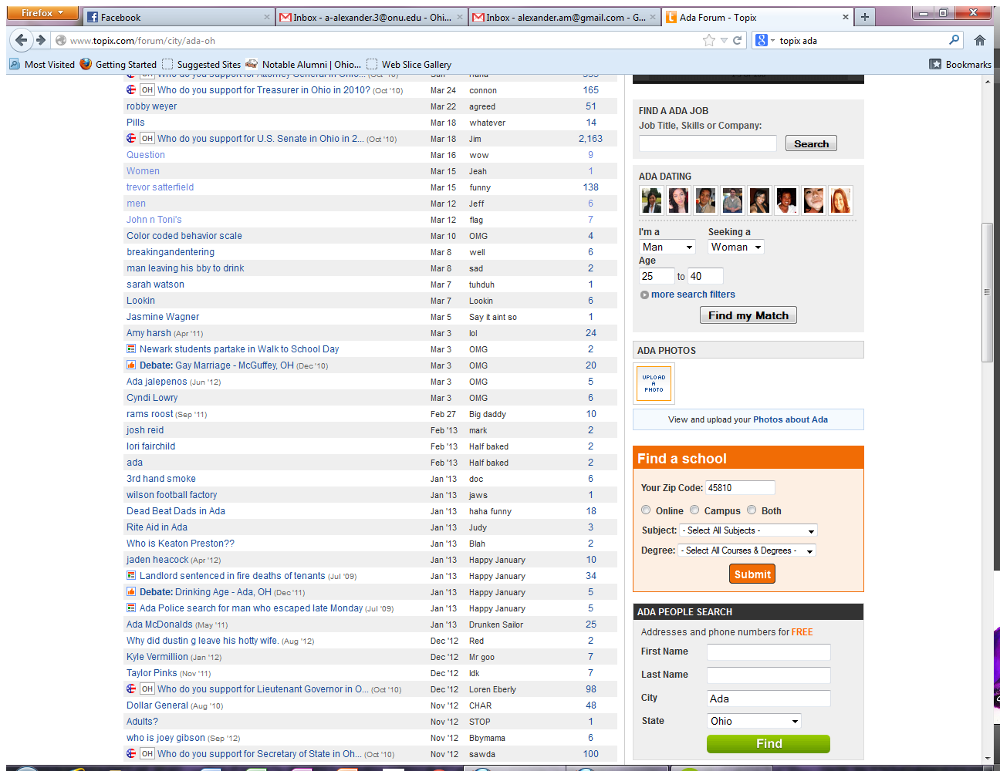 Firefox
Facebook
Inbox - a-alexander.3@onu.edu - Ohi...
Inbox - alexander.am@gmail.com - G...
Ada Forum - Topix
www.topix.com/forum/city/ada-oh
topix ada
Most Visited
Getting Started
Suggested Sites
Notable Alumni | Ohio...
Web Slice Gallery
Bookmarks
OH Who do you support for Attorney General in Ohio... (Oct '10) Sun
OH Who do you support for Treasurer in Ohio in 2010? (Oct '10) Mar 24 connon 165
robby weyer Mar 22 agreed 51
Pills Mar 18 whatever 14
OH Who do you support for U.S. Senate in Ohio in 2... (Oct '10) Mar 18 Jim 2,163
Question Mar 16 wow 9
Women Mar 15 Jeah 1
trevor satterfield Mar 15 funny 138
men Mar 12 Jeff 6
John n Toni's Mar 12 flag 7
Color coded behavior scale Mar 10 OMG 4
breakingandentering Mar 8 well 6
man leaving his bby to drink Mar 8 sad 2
sarah watson Mar 7 tuhduh 1
Lookin Mar 7 Lookin 6
Jasmine Wagner Mar 5 Say it aint so 1
Amy harsh (Apr '11) Mar 3 lol 24
Newark students partake in Walk to School Day Mar 3 OMG 2
Debate: Gay Marriage - McGuffey, OH (Dec '10) Mar 3 OMG 20
Ada jalepenos (Jun '12) Mar 3 OMG 5
Cyndi Lowry Mar 3 OMG 6
rams roost (Sep '11) Feb 27 Big daddy 10
josh reid Feb '13 mark 2
lori fairchild Feb '13 Half baked 2
ada Feb '13 Half baked 2
3rd hand smoke Jan '13 doc 6
wilson football factory Jan '13 jaws 1
Dead Beat Dads in Ada Jan '13 haha funny 18
Rite Aid in Ada Jan '13 Judy 3
Who is Keaton Preston?? Jan '13 Blah 2
jaden heacock (Apr '12) Jan '13 Happy January 10
Landlord sentenced in fire deaths of tenants (Jul '09) Jan '13 Happy January 34
Debate: Drinking Age - Ada, OH (Dec '11) Jan '13 Happy January 5
Ada Police search for man who escaped late Monday (Jul '09) Jan '13 Happy January 5
Ada McDonalds (May '11) Jan '13 Drunken Sailor 25
Why did dustin g leave his hotty wife. (Aug '12) Dec '12 Red 2
Kyle Vermillion (Jan '12) Dec '12 Mr goo 7
Taylor Pinks (Nov '11) Dec '12 Idk 7
OH Who do you support for Lieutenant Governor in O... (Oct '10) Dec '12 Loren Eberly 98
Dollar General (Aug '10) Nov '12 CHAR 48
Adults? Nov '12 STOP 1
who is joey gibson (Sep '12) Nov '12 Bbymama 6
OH Who do you support for Secretary of State in Oh... (Oct '10) Nov '12 sawda 100
FIND A ADA JOB
Job Title, Skills or Company:
Search
ADA DATING
I'm a Seeking a
Man Woman
Age
25 to 40
more search filters
Find my Match
ADA PHOTOS
UPLOAD
A
PHOTO
View and upload your Photos about Ada
Find a school
Your Zip Code: 45810
Online Campus Both
Subject: - Select All Subjects -
Degree: - Select All Courses & Degrees -
Submit
ADA PEOPLE SEARCH
Addresses and phone numbers for FREE
First Name
Last Name
City Ada
State Ohio
Find